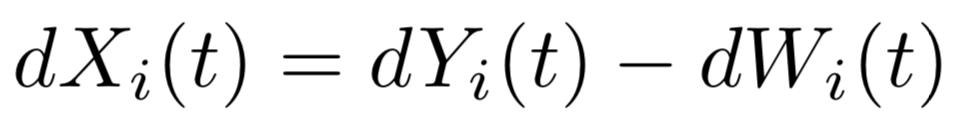 dX_i(t) = dY_i(t) − dW_i(t)